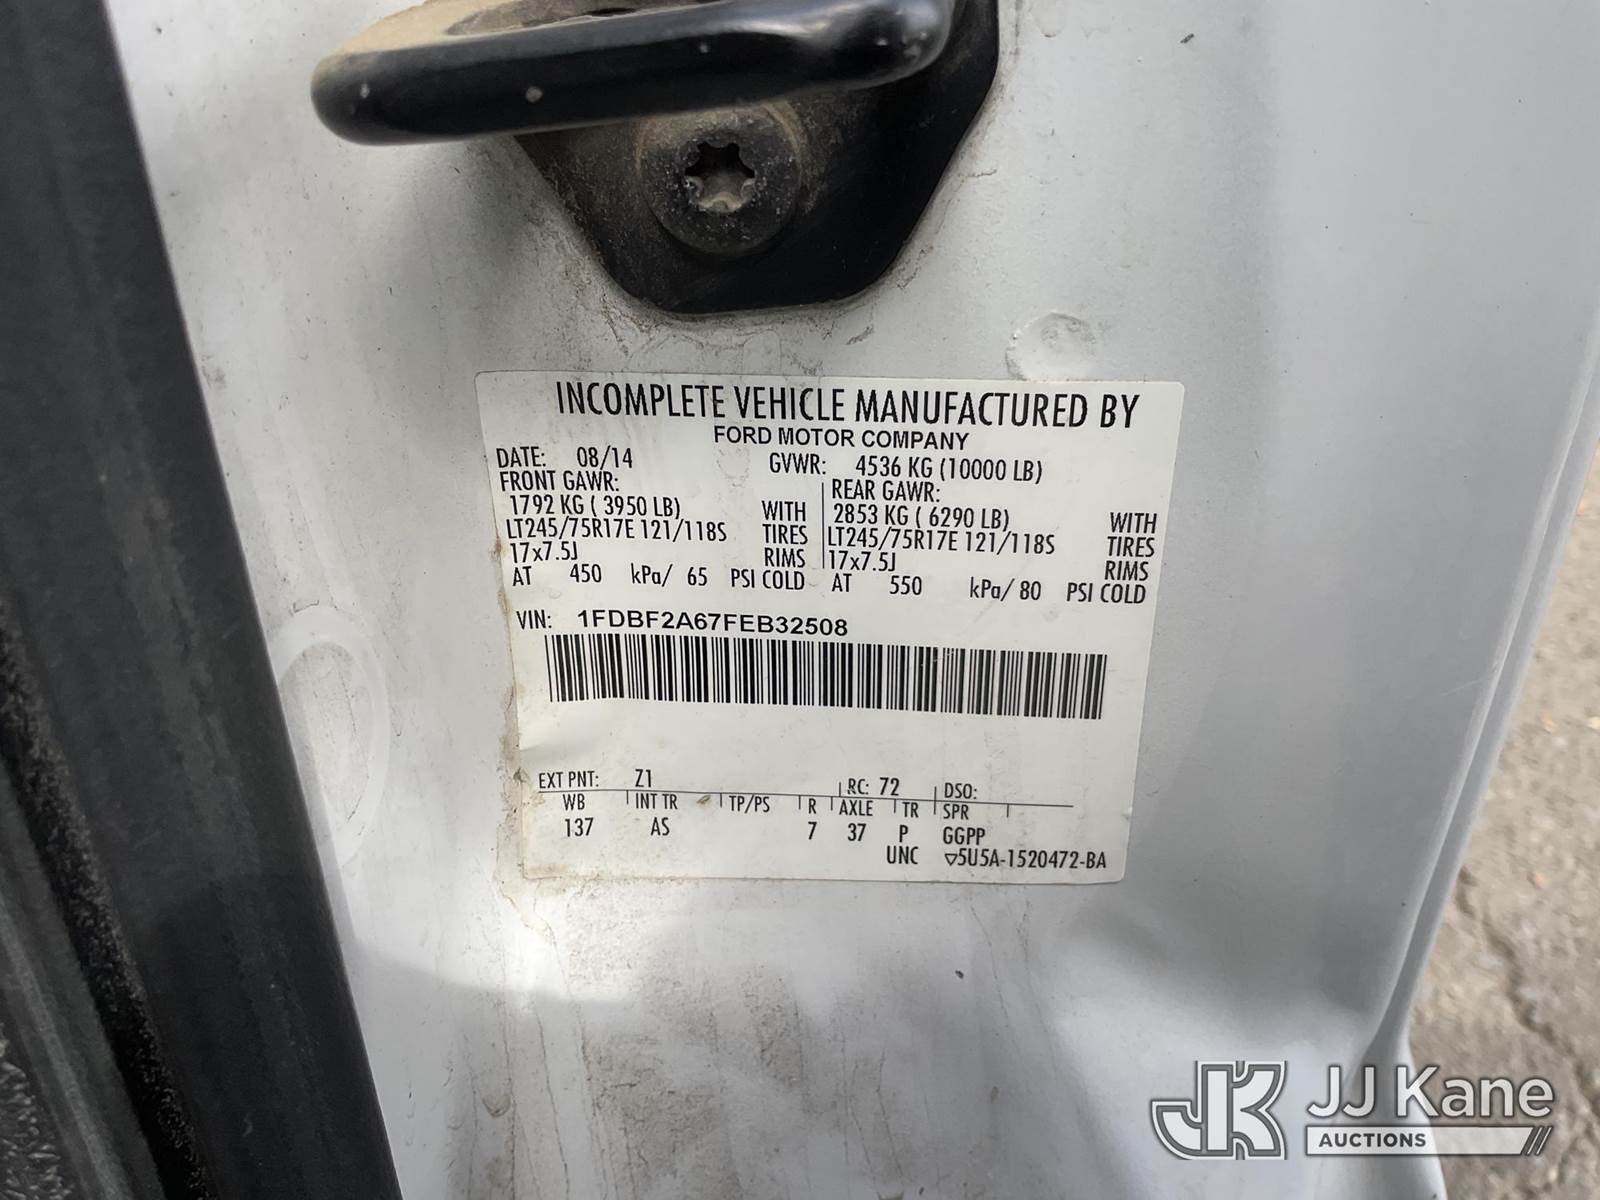 INCOMPLETE VEHICLE MANUFACTURED BY
FORD MOTOR COMPANY
DATE: 08/14 GVWR: 4536 KG (10000 LB)
FRONT GAWR: REAR GAWR:
1792 KG ( 3950 LB) WITH 2853 KG ( 6290 LB) WITH
LT245/75R17E 121/118S TIRES LT245/75R17E 121/118S TIRES
17x7.5J RIMS 17x7.5J RIMS
AT 450 kPa/ 65 PSI COLD AT 550 kPa/ 80 PSI COLD
VIN: 1FDBF2A67FEB32508
EXT PNT: Z1 RC: 72 DSO:
WB INT TR TP/PS R AXLE TR SPR
137 AS 7 37 P GGPP
UNC ▽5U5A-1520472-BA
JK JJ Kane
AUCTIONS